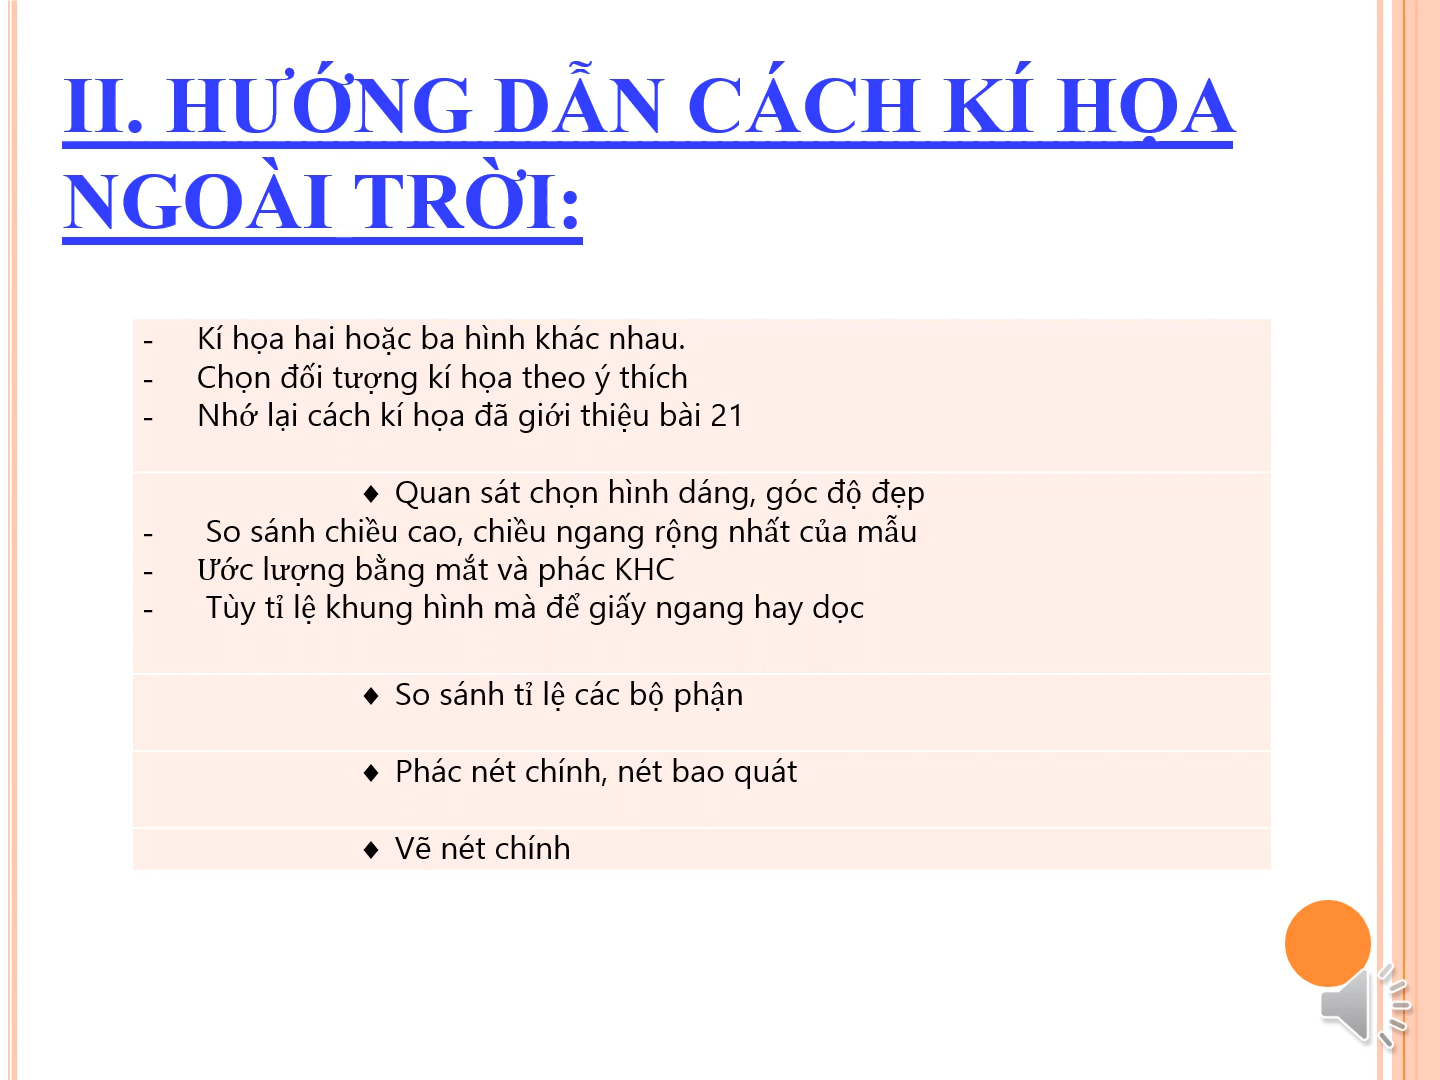 II. HƯỚNG DẪN CÁCH KÍ HỌA
NGOÀI TRỜI:
- Kí họa hai hoặc ba hình khác nhau.
- Chọn đối tượng kí họa theo ý thích
- Nhớ lại cách kí họa đã giới thiệu bài 21
♦ Quan sát chọn hình dáng, góc độ đẹp
- So sánh chiều cao, chiều ngang rộng nhất của mẫu
- Ước lượng bằng mắt và phác KHC
- Tùy tỉ lệ khung hình mà để giấy ngang hay dọc
♦ So sánh tỉ lệ các bộ phận
♦ Phác nét chính, nét bao quát
♦ Vẽ nét chính